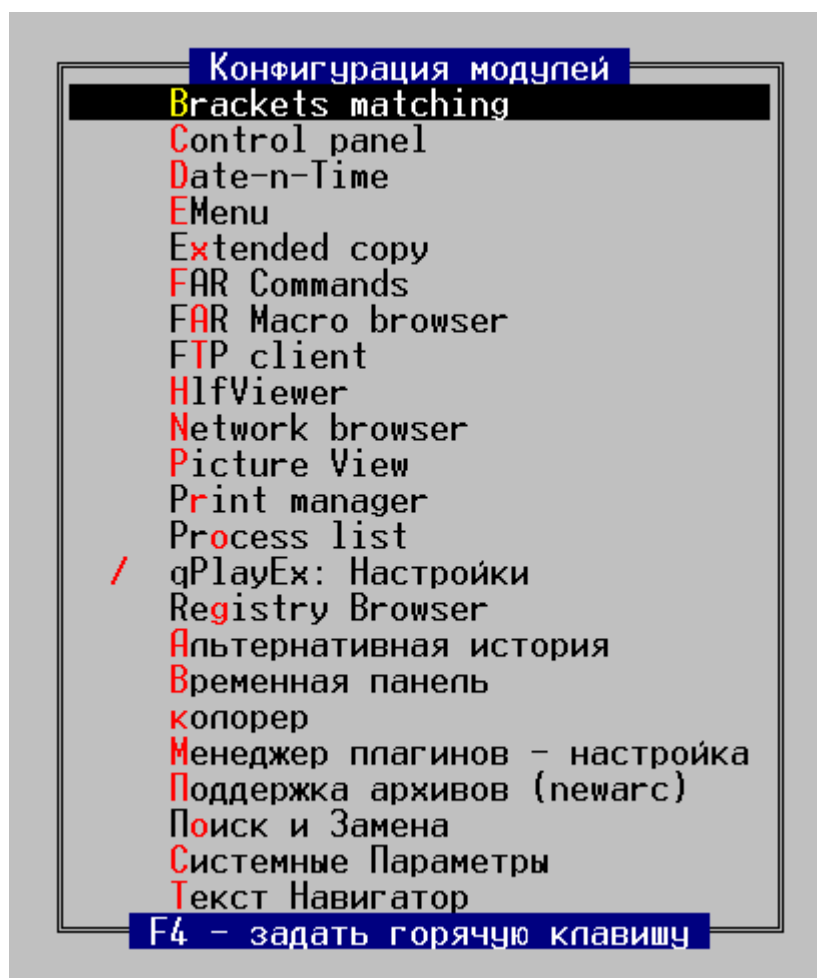 Конфигурация модулей
Brackets matching
Control panel
Date-n-Time
EMenu
Extended copy
FAR Commands
FAR Macro browser
FTP client
HlfViewer
Network browser
Picture View
Print manager
Process list
/ qPlayEx: Настройки
Registry Browser
Альтернативная история
Временная панель
колорер
Менеджер плагинов - настройка
Поддержка архивов (newarc)
Поиск и Замена
Системные Параметры
Текст Навигатор
F4 - задать горячую клавишу